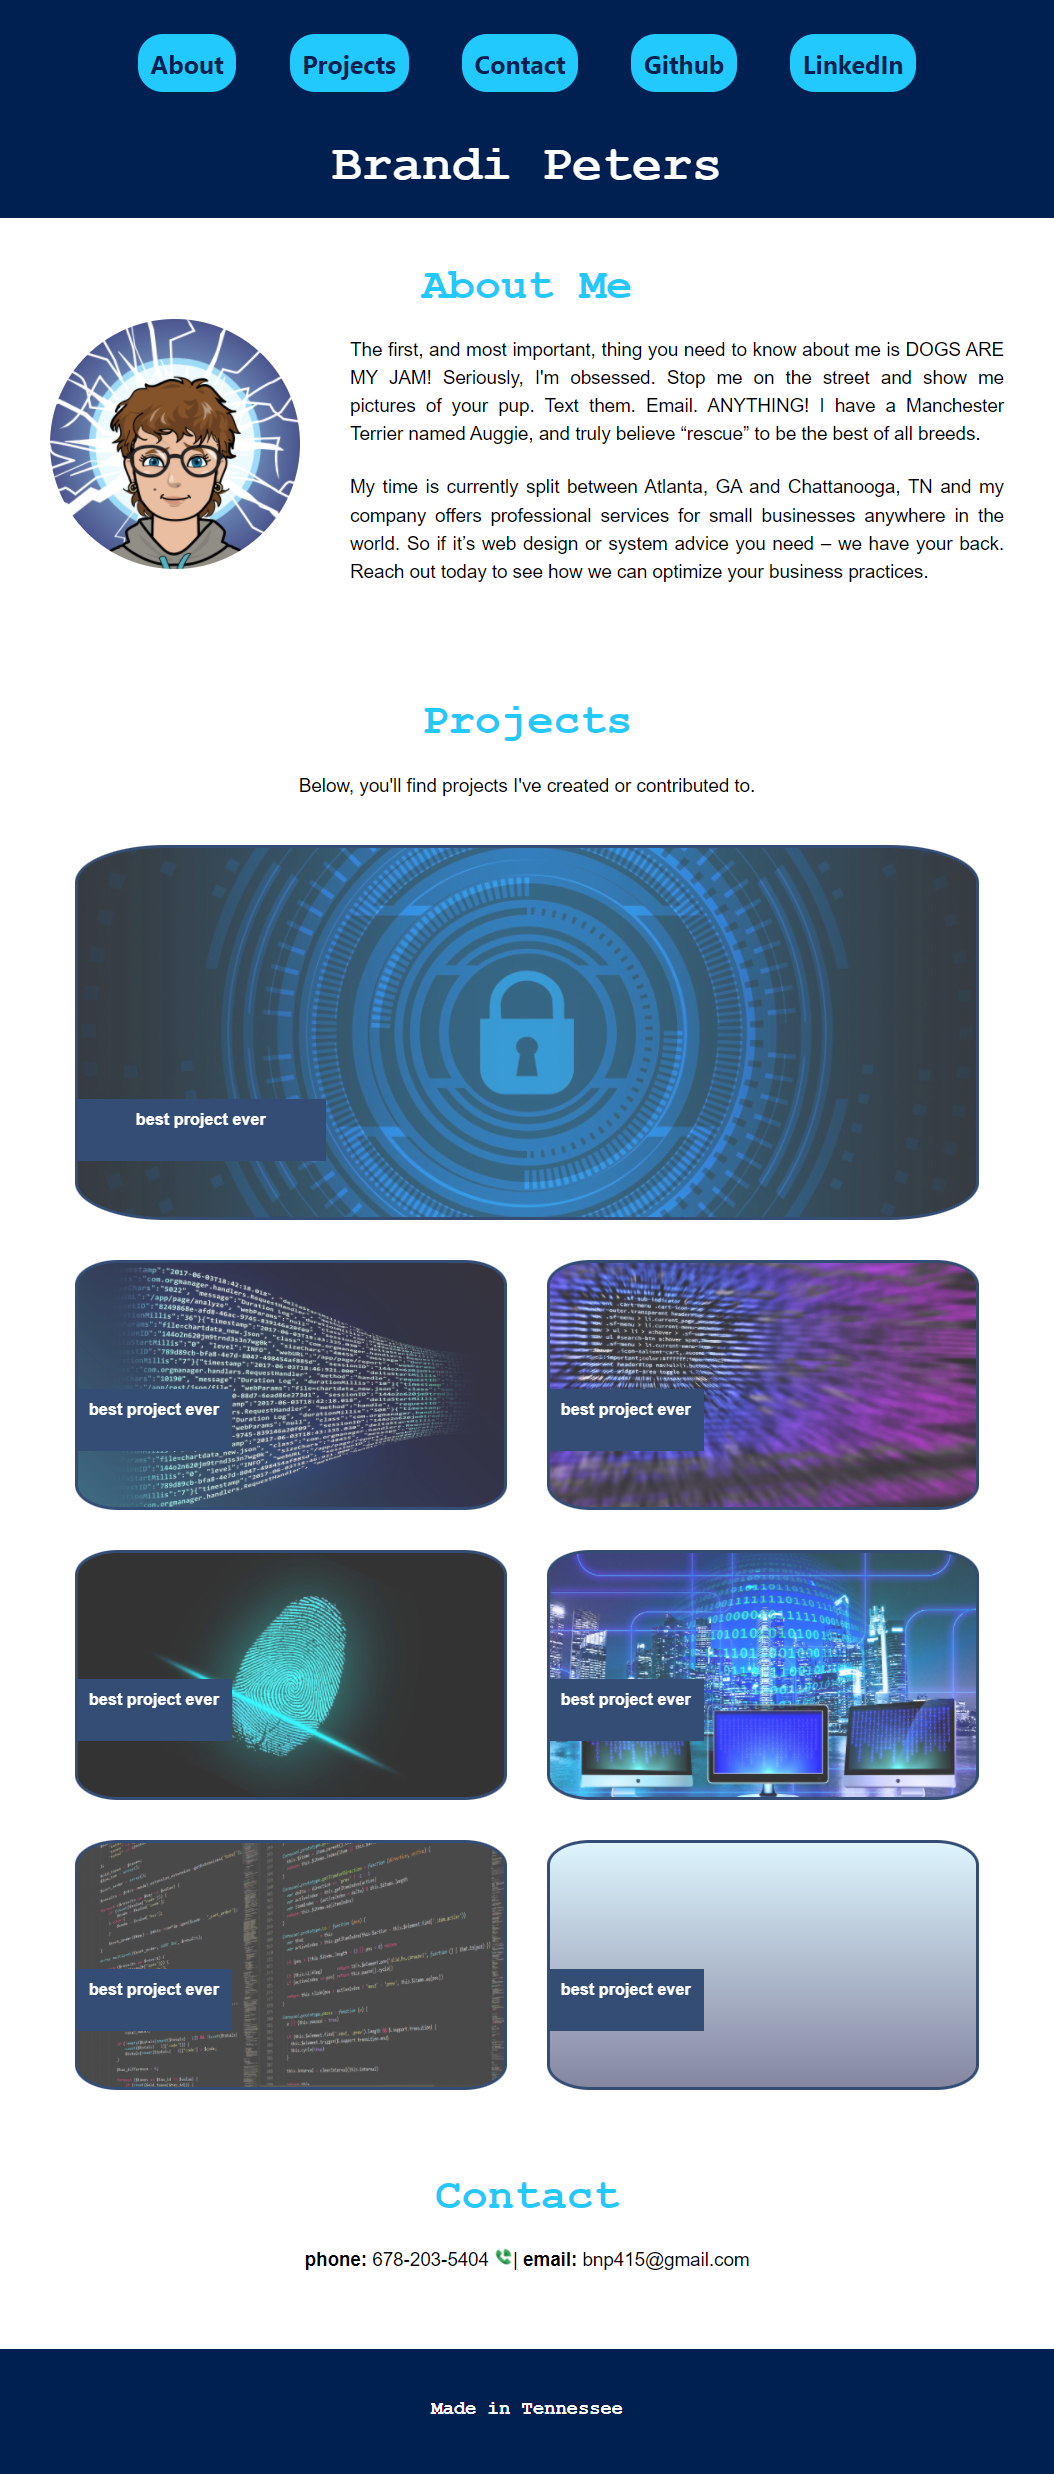 About Projects Contact Github LinkedIn
Brandi Peters
About Me
The first, and most important, thing you need to know about me is DOGS ARE
MY JAM! Seriously, I'm obsessed. Stop me on the street and show me
pictures of your pup. Text them. Email. ANYTHING! I have a Manchester
Terrier named Auggie, and truly believe “rescue” to be the best of all breeds.
My time is currently split between Atlanta, GA and Chattanooga, TN and my
company offers professional services for small businesses anywhere in the
world. So if it’s web design or system advice you need – we have your back.
Reach out today to see how we can optimize your business practices.
Projects
Below, you'll find projects I've created or contributed to.
best project ever
best project ever
best project ever
best project ever
best project ever
best project ever
best project ever
Contact
phone: 678-203-5404 | email: bnp415@gmail.com
Made in Tennessee